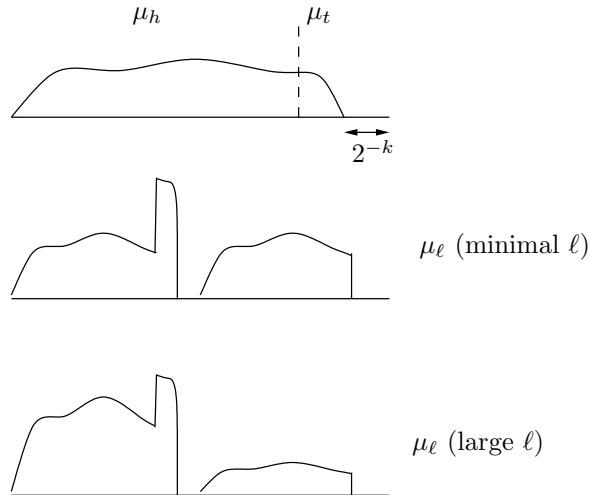 μ_h μ_t
2^{-k}
μ_ℓ (minimal ℓ)
μ_ℓ (large ℓ)